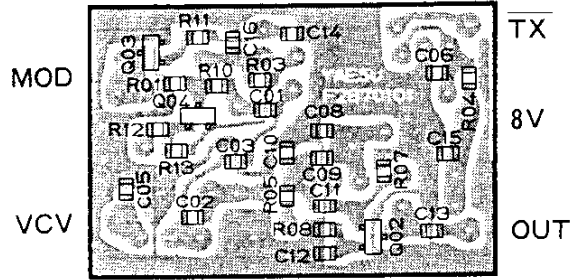 TX
R11
Q03
C16
C14
MOD
R01
R10
R03
C06
R04
Q04
C01
8V
R12
C08
R13
C03
C10
C09
R07
C15
C05
R05
C11
VCV
C02
R08
Q02
C13
OUT
C12